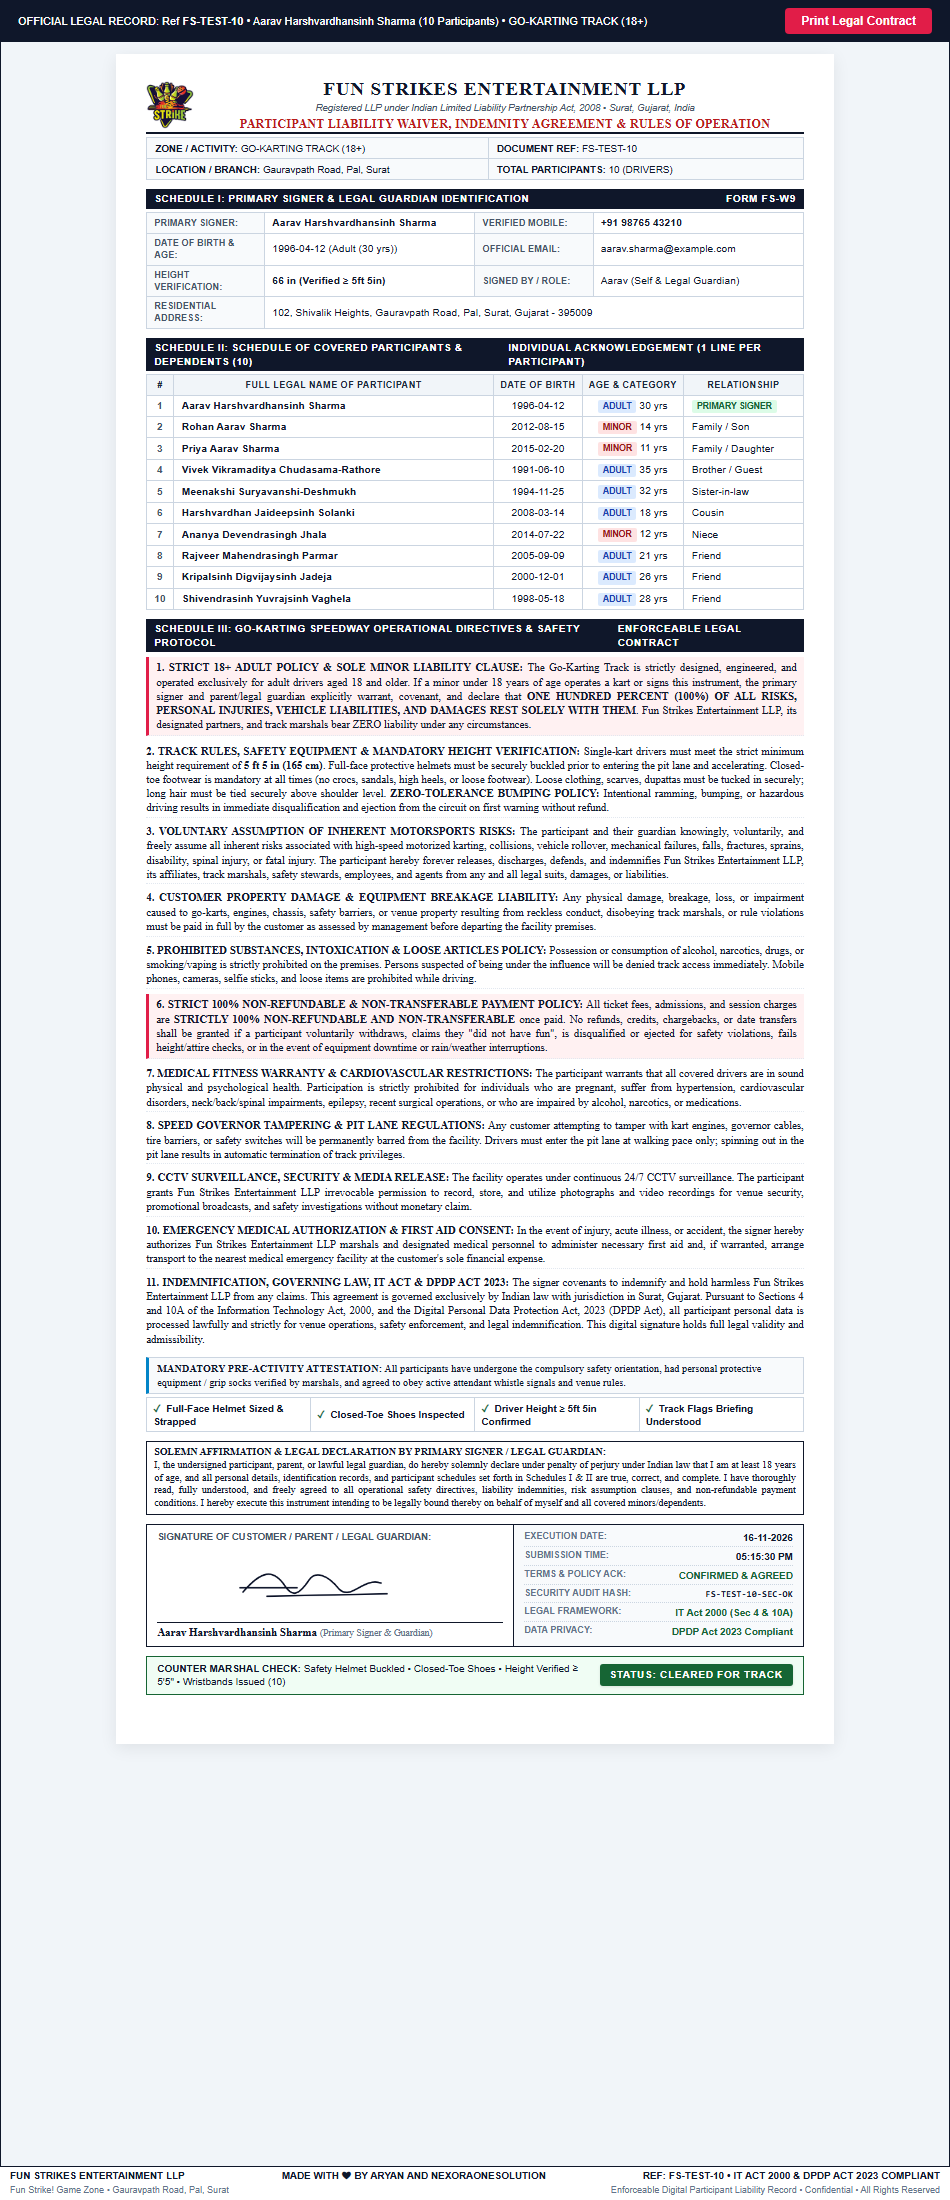 OFFICIAL LEGAL RECORD: Ref FS-TEST-10 • Aarav Harshvardhansinh Sharma (10 Participants) • GO-KARTING TRACK (18+)
Print Legal Contract
STRIKE
FUN STRIKES ENTERTAINMENT LLP
Registered LLP under Indian Limited Liability Partnership Act, 2008 • Surat, Gujarat, India
PARTICIPANT LIABILITY WAIVER, INDEMNITY AGREEMENT & RULES OF OPERATION
ZONE / ACTIVITY: GO-KARTING TRACK (18+) DOCUMENT REF: FS-TEST-10
LOCATION / BRANCH: Gauravpath Road, Pal, Surat TOTAL PARTICIPANTS: 10 (DRIVERS)
SCHEDULE I: PRIMARY SIGNER & LEGAL GUARDIAN IDENTIFICATION FORM FS-W9
PRIMARY SIGNER: Aarav Harshvardhansinh Sharma VERIFIED MOBILE: +91 98765 43210
DATE OF BIRTH &
AGE: 1996-04-12 (Adult (30 yrs)) OFFICIAL EMAIL: aarav.sharma@example.com
HEIGHT
VERIFICATION: 66 in (Verified ≥ 5ft 5in) SIGNED BY / ROLE: Aarav (Self & Legal Guardian)
RESIDENTIAL
ADDRESS: 102, Shivalik Heights, Gauravpath Road, Pal, Surat, Gujarat - 395009
SCHEDULE II: SCHEDULE OF COVERED PARTICIPANTS &
DEPENDENTS (10)
INDIVIDUAL ACKNOWLEDGEMENT (1 LINE PER
PARTICIPANT)
# FULL LEGAL NAME OF PARTICIPANT DATE OF BIRTH AGE & CATEGORY RELATIONSHIP
1 Aarav Harshvardhansinh Sharma 1996-04-12 ADULT 30 yrs PRIMARY SIGNER
2 Rohan Aarav Sharma 2012-08-15 MINOR 14 yrs Family / Son
3 Priya Aarav Sharma 2015-02-20 MINOR 11 yrs Family / Daughter
4 Vivek Vikramaditya Chudasama-Rathore 1991-06-10 ADULT 35 yrs Brother / Guest
5 Meenakshi Suryavanshi-Deshmukh 1994-11-25 ADULT 32 yrs Sister-in-law
6 Harshvardhan Jaideepsinh Solanki 2008-03-14 ADULT 18 yrs Cousin
7 Ananya Devendrasingh Jhala 2014-07-22 MINOR 12 yrs Niece
8 Rajveer Mahendrasingh Parmar 2005-09-09 ADULT 21 yrs Friend
9 Kripalsinh Digvijaysinh Jadeja 2000-12-01 ADULT 26 yrs Friend
10 Shivendrasinh Yuvrajsinh Vaghela 1998-05-18 ADULT 28 yrs Friend
SCHEDULE III: GO-KARTING SPEEDWAY OPERATIONAL DIRECTIVES & SAFETY
PROTOCOL
ENFORCEABLE LEGAL
CONTRACT
1. STRICT 18+ ADULT POLICY & SOLE MINOR LIABILITY CLAUSE: The Go-Karting Track is strictly designed, engineered, and
operated exclusively for adult drivers aged 18 and older. If a minor under 18 years of age operates a kart or signs this instrument, the primary
signer and parent/legal guardian explicitly warrant, covenant, and declare that ONE HUNDRED PERCENT (100%) OF ALL RISKS,
PERSONAL INJURIES, VEHICLE LIABILITIES, AND DAMAGES REST SOLELY WITH THEM. Fun Strikes Entertainment LLP, its
designated partners, and track marshals bear ZERO liability under any circumstances.
2. TRACK RULES, SAFETY EQUIPMENT & MANDATORY HEIGHT VERIFICATION: Single-kart drivers must meet the strict minimum
height requirement of 5 ft 5 in (165 cm). Full-face protective helmets must be securely buckled prior to entering the pit lane and accelerating. Closed-
toe footwear is mandatory at all times (no crocs, sandals, high heels, or loose footwear). Loose clothing, scarves, dupattas must be tucked in securely;
long hair must be tied securely above shoulder level. ZERO-TOLERANCE BUMPING POLICY: Intentional ramming, bumping, or hazardous
driving results in immediate disqualification and ejection from the circuit on first warning without refund.
3. VOLUNTARY ASSUMPTION OF INHERENT MOTORSPORTS RISKS: The participant and their guardian knowingly, voluntarily, and
freely assume all inherent risks associated with high-speed motorized karting, collisions, vehicle rollover, mechanical failures, falls, fractures, sprains,
disability, spinal injury, or fatal injury. The participant hereby forever releases, discharges, defends, and indemnifies Fun Strikes Entertainment LLP,
its affiliates, track marshals, safety stewards, employees, and agents from any and all legal suits, damages, or liabilities.
4. CUSTOMER PROPERTY DAMAGE & EQUIPMENT BREAKAGE LIABILITY: Any physical damage, breakage, loss, or impairment
caused to go-karts, engines, chassis, safety barriers, or venue property resulting from reckless conduct, disobeying track marshals, or rule violations
must be paid in full by the customer as assessed by management before departing the facility premises.
5. PROHIBITED SUBSTANCES, INTOXICATION & LOOSE ARTICLES POLICY: Possession or consumption of alcohol, narcotics, drugs, or
smoking/vaping is strictly prohibited on the premises. Persons suspected of being under the influence will be denied track access immediately. Mobile
phones, cameras, selfie sticks, and loose items are prohibited while driving.
6. STRICT 100% NON-REFUNDABLE & NON-TRANSFERABLE PAYMENT POLICY: All ticket fees, admissions, and session charges
are STRICTLY 100% NON-REFUNDABLE AND NON-TRANSFERABLE once paid. No refunds, credits, chargebacks, or date transfers
shall be granted if a participant voluntarily withdraws, claims they "did not have fun", is disqualified or ejected for safety violations, fails
height/attire checks, or in the event of equipment downtime or rain/weather interruptions.
7. MEDICAL FITNESS WARRANTY & CARDIOVASCULAR RESTRICTIONS: The participant warrants that all covered drivers are in sound
physical and psychological health. Participation is strictly prohibited for individuals who are pregnant, suffer from hypertension, cardiovascular
disorders, neck/back/spinal impairments, epilepsy, recent surgical operations, or who are impaired by alcohol, narcotics, or medications.
8. SPEED GOVERNOR TAMPERING & PIT LANE REGULATIONS: Any customer attempting to tamper with kart engines, governor cables,
tire barriers, or safety switches will be permanently barred from the facility. Drivers must enter the pit lane at walking pace only; spinning out in the
pit lane results in automatic termination of track privileges.
9. CCTV SURVEILLANCE, SECURITY & MEDIA RELEASE: The facility operates under continuous 24/7 CCTV surveillance. The participant
grants Fun Strikes Entertainment LLP irrevocable permission to record, store, and utilize photographs and video recordings for venue security,
promotional broadcasts, and safety investigations without monetary claim.
10. EMERGENCY MEDICAL AUTHORIZATION & FIRST AID CONSENT: In the event of injury, acute illness, or accident, the signer hereby
authorizes Fun Strikes Entertainment LLP marshals and designated medical personnel to administer necessary first aid and, if warranted, arrange
transport to the nearest medical emergency facility at the customer's sole financial expense.
11. INDEMNIFICATION, GOVERNING LAW, IT ACT & DPDP ACT 2023: The signer covenants to indemnify and hold harmless Fun Strikes
Entertainment LLP from any claims. This agreement is governed exclusively by Indian law with jurisdiction in Surat, Gujarat. Pursuant to Sections 4
and 10A of the Information Technology Act, 2000, and the Digital Personal Data Protection Act, 2023 (DPDP Act), all participant personal data is
processed lawfully and strictly for venue operations, safety enforcement, and legal indemnification. This digital signature holds full legal validity and
admissibility.
MANDATORY PRE-ACTIVITY ATTESTATION: All participants have undergone the compulsory safety orientation, had personal protective
equipment / grip socks verified by marshals, and agreed to obey active attendant whistle signals and venue rules.
✓ Full-Face Helmet Sized &
Strapped
✓ Closed-Toe Shoes Inspected
✓ Driver Height ≥ 5ft 5in
Confirmed
✓ Track Flags Briefing
Understood
SOLEMN AFFIRMATION & LEGAL DECLARATION BY PRIMARY SIGNER / LEGAL GUARDIAN:
I, the undersigned participant, parent, or lawful legal guardian, do hereby solemnly declare under penalty of perjury under Indian law that I am at least 18 years
of age, and all personal details, identification records, and participant schedules set forth in Schedules I & II are true, correct, and complete. I have thoroughly
read, fully understood, and freely agreed to all operational safety directives, liability indemnities, risk assumption clauses, and non-refundable payment
conditions. I hereby execute this instrument intending to be legally bound thereby on behalf of myself and all covered minors/dependents.
SIGNATURE OF CUSTOMER / PARENT / LEGAL GUARDIAN:
Aarav Harshvardhansinh Sharma (Primary Signer & Guardian)
EXECUTION DATE: 16-11-2026
SUBMISSION TIME: 05:15:30 PM
TERMS & POLICY ACK: CONFIRMED & AGREED
SECURITY AUDIT HASH: FS-TEST-10-SEC-OK
LEGAL FRAMEWORK: IT Act 2000 (Sec 4 & 10A)
DATA PRIVACY: DPDP Act 2023 Compliant
COUNTER MARSHAL CHECK: Safety Helmet Buckled • Closed-Toe Shoes • Height Verified ≥
5'5" • Wristbands Issued (10)
STATUS: CLEARED FOR TRACK
FUN STRIKES ENTERTAINMENT LLP MADE WITH ❤ BY ARYAN AND NEXORAONESOLUTION REF: FS-TEST-10 • IT ACT 2000 & DPDP ACT 2023 COMPLIANT
Fun Strike! Game Zone • Gauravpath Road, Pal, Surat Enforceable Digital Participant Liability Record • Confidential • All Rights Reserved